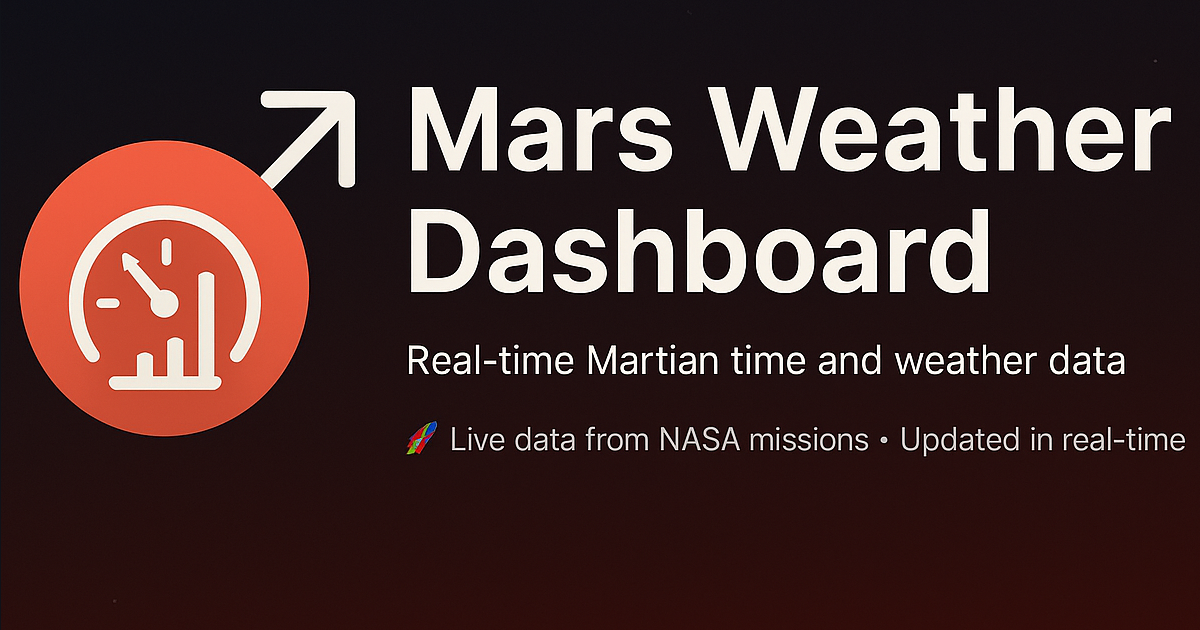 Mars Weather
Dashboard
Real-time Martian time and weather data
Live data from NASA missions • Updated in real-time